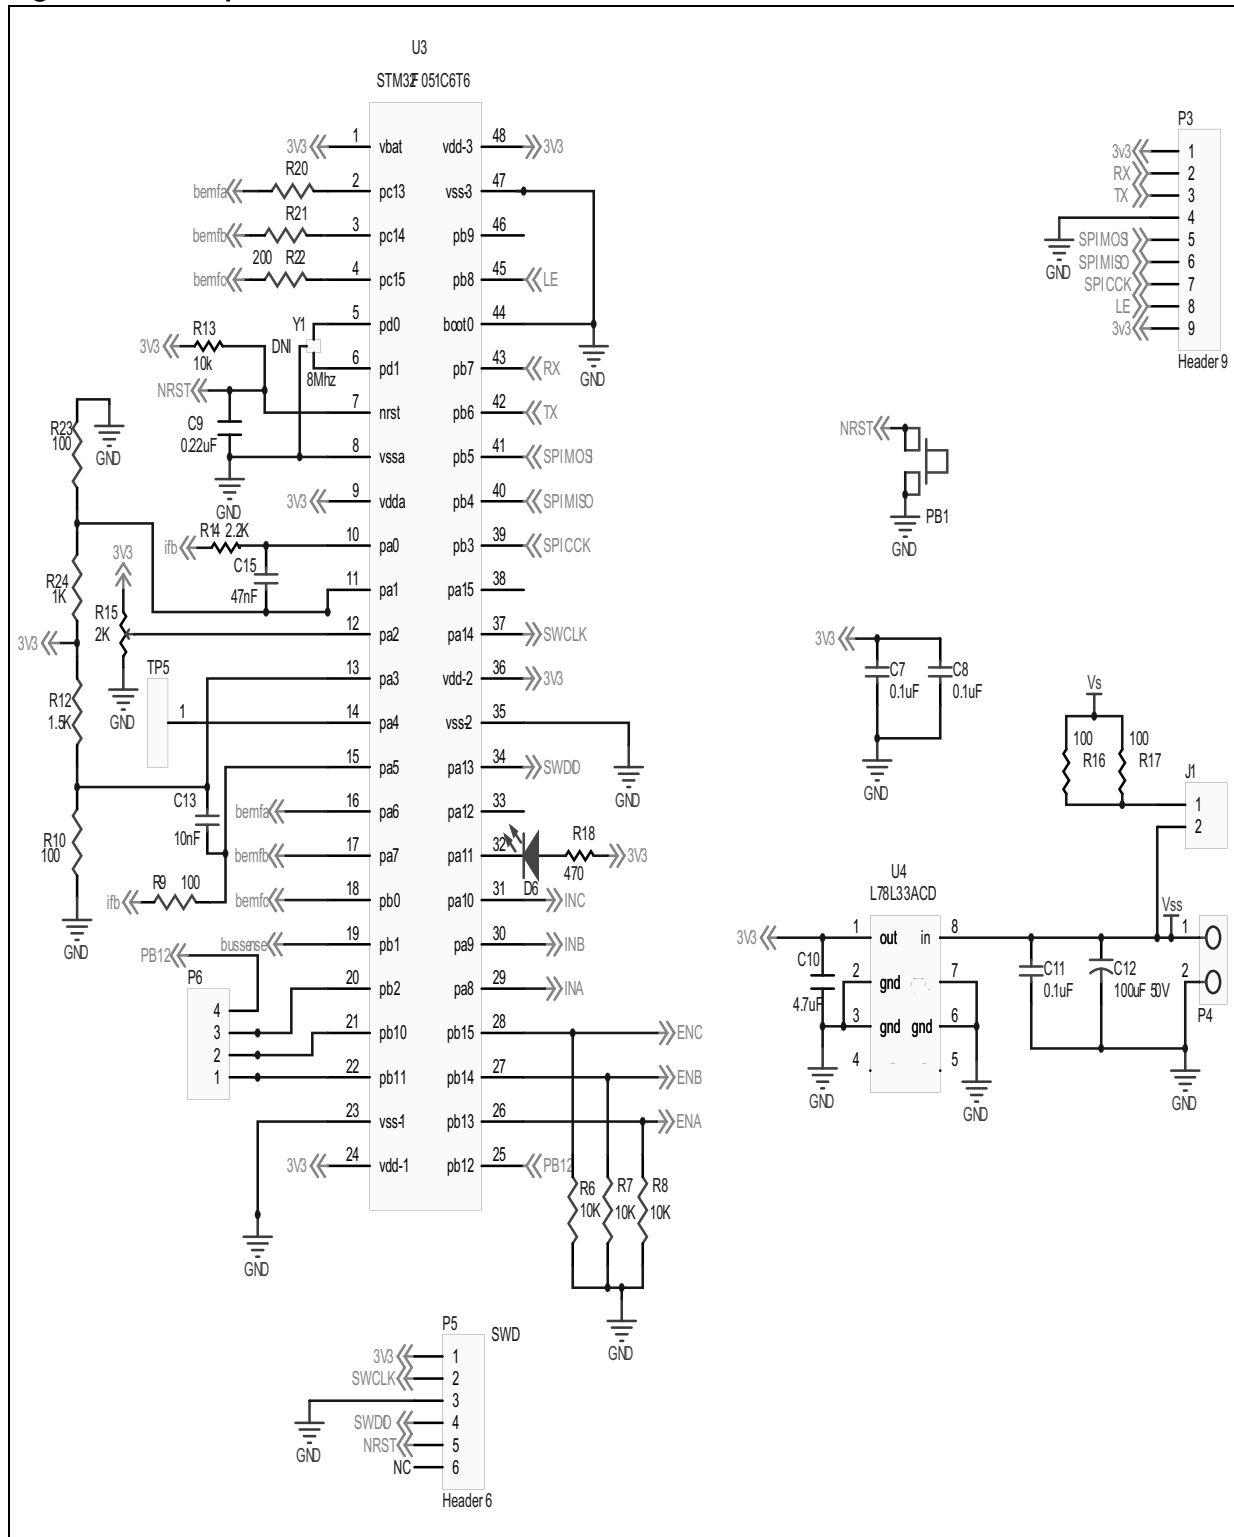 U3
STM32F051C6T6
3V3 1 vbat vdd-3 48 3V3
R20
bemfa 2 pc13 vss-3 47
R21
bemfb 3 pc14 pb9 46
200 R22
bemfc 4 pc15 pb8 45 LE
Y1 5 pd0 boot0 44
DNI
8Mhz
GND
R13
3V3
10k
6 pd1 pb7 43 RX
NRST
7 nrst pb6 42 TX
C9
0.22uF
8 vssa pb5 41 SPIMOSI
GND
3V3 9 vdda pb4 40 SPIMISO
R14 2.2K
ifb 10 pa0 pb3 39 SPICCK
C15
47nF
11 pa1 pa15 38
R23
100
GND
R24
1K
3V3
R15
2K
GND
12 pa2 pa14 37 SWCLK
3V3
13 pa3 vdd-2 36 3V3
TP5
1
14 pa4 vss-2 35
GND
R12
1.5K
15 pa5 pa13 34 SWDIO
C13
10nF
bemfa 16 pa6 pa12 33
R10
100
GND
bemfb 17 pa7 pa11 32
D6
R18
470
3V3
R9 100
ifb
bemfc 18 pb0 pa10 31 INC
bussense 19 pb1 pa9 30 INB
PB12
P6
4
3
2
1
20 pb2 pa8 29 INA
21 pb10 pb15 28 ENC
22 pb11 pb14 27 ENB
23 vss-1 pb13 26 ENA
3V3 24 vdd-1 pb12 25 PB12
GND
R6
10K
R7
10K
R8
10K
GND
P5
SWD
3V3 1
SWCLK 2
3
GND
SWDIO 4
NRST 5
NC 6
Header 6
P3
3v3 1
RX 2
TX 3
4
GND
SPIMOSI 5
SPIMISO 6
SPICCK 7
LE 8
3v3 9
Header 9
NRST
PB1
GND
3V3
C7
0.1uF
C8
0.1uF
GND
Vs
100
R16
100
R17
J1
1
2
U4
L78L33ACD
3V3 1 out in 8
2 gnd 7
3 gnd gnd 6
4 5
C10
4.7uF
GND
GND
C11
0.1uF
C12
100uF 50V
Vss
1
2
P4
GND